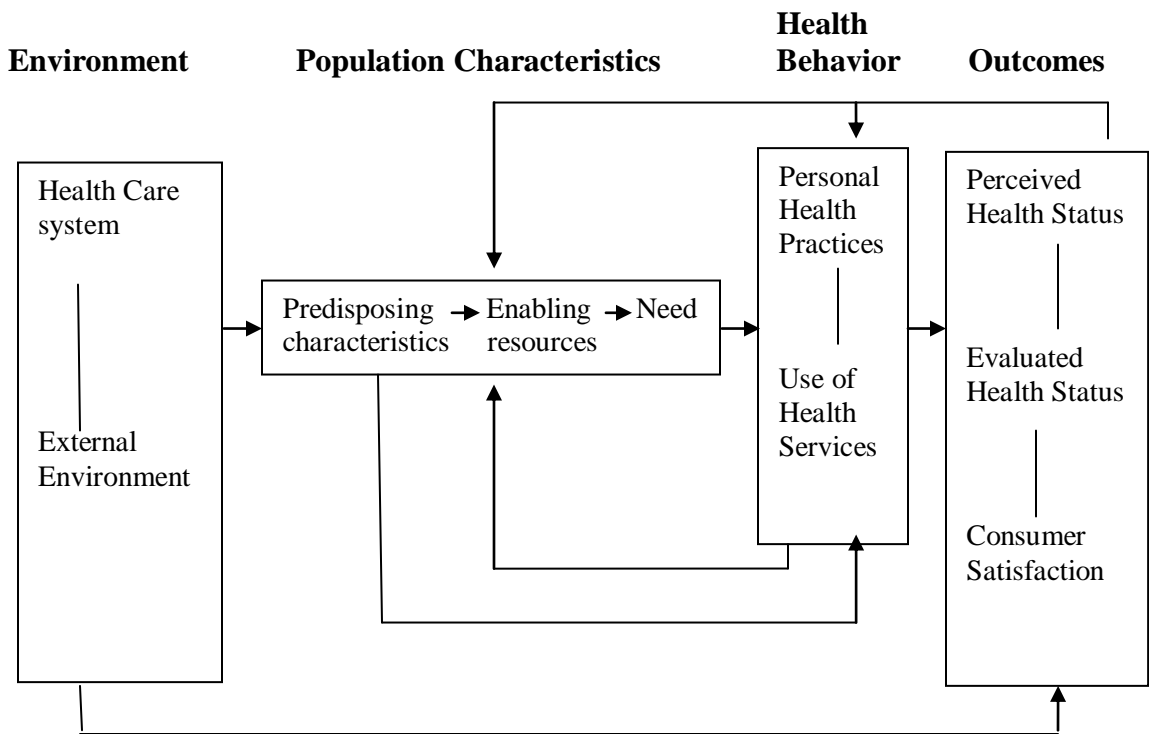 Environment
Population Characteristics
Health
Behavior
Outcomes
Health Care
system
External
Environment
Predisposing
characteristics
Enabling
resources
Need
Personal
Health
Practices
Use of
Health
Services
Perceived
Health Status
Evaluated
Health Status
Consumer
Satisfaction